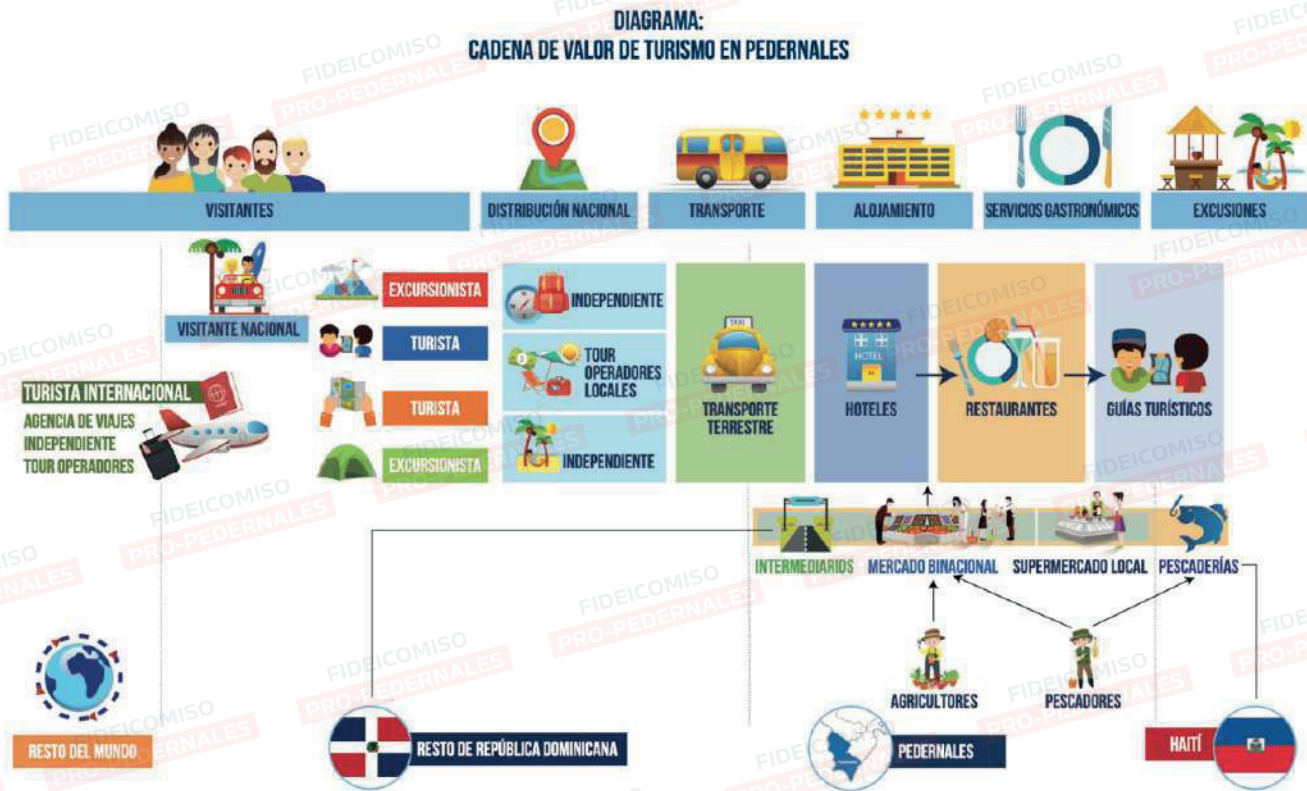 DIAGRAMA:
CADENA DE VALOR DE TURISMO EN PEDERNALES
VISITANTES
DISTRIBUCIÓN NACIONAL
TRANSPORTE
ALOJAMIENTO
SERVICIOS GASTRONÓMICOS
EXCUSIONES
VISITANTE NACIONAL
TURISTA INTERNACIONAL
AGENCIA DE VIAJES
INDEPENDIENTE
TOUR OPERADORES
EXCURSIONISTA
TURISTA
TURISTA
EXCURSIONISTA
INDEPENDIENTE
TOUR
OPERADORES
LOCALES
INDEPENDIENTE
TAXI
TRANSPORTE
TERRESTRE
HOTEL
HOTELES
RESTAURANTES
GUÍAS TURÍSTICOS
INTERMEDIARIOS
MERCADO BINACIONAL
SUPERMERCADO LOCAL
PESCADERÍAS
AGRICULTORES
PESCADORES
RESTO DEL MUNDO
RESTO DE REPÚBLICA DOMINICANA
PEDERNALES
HAITÍ
FIDEICOMISO
PRO-PEDERNALES